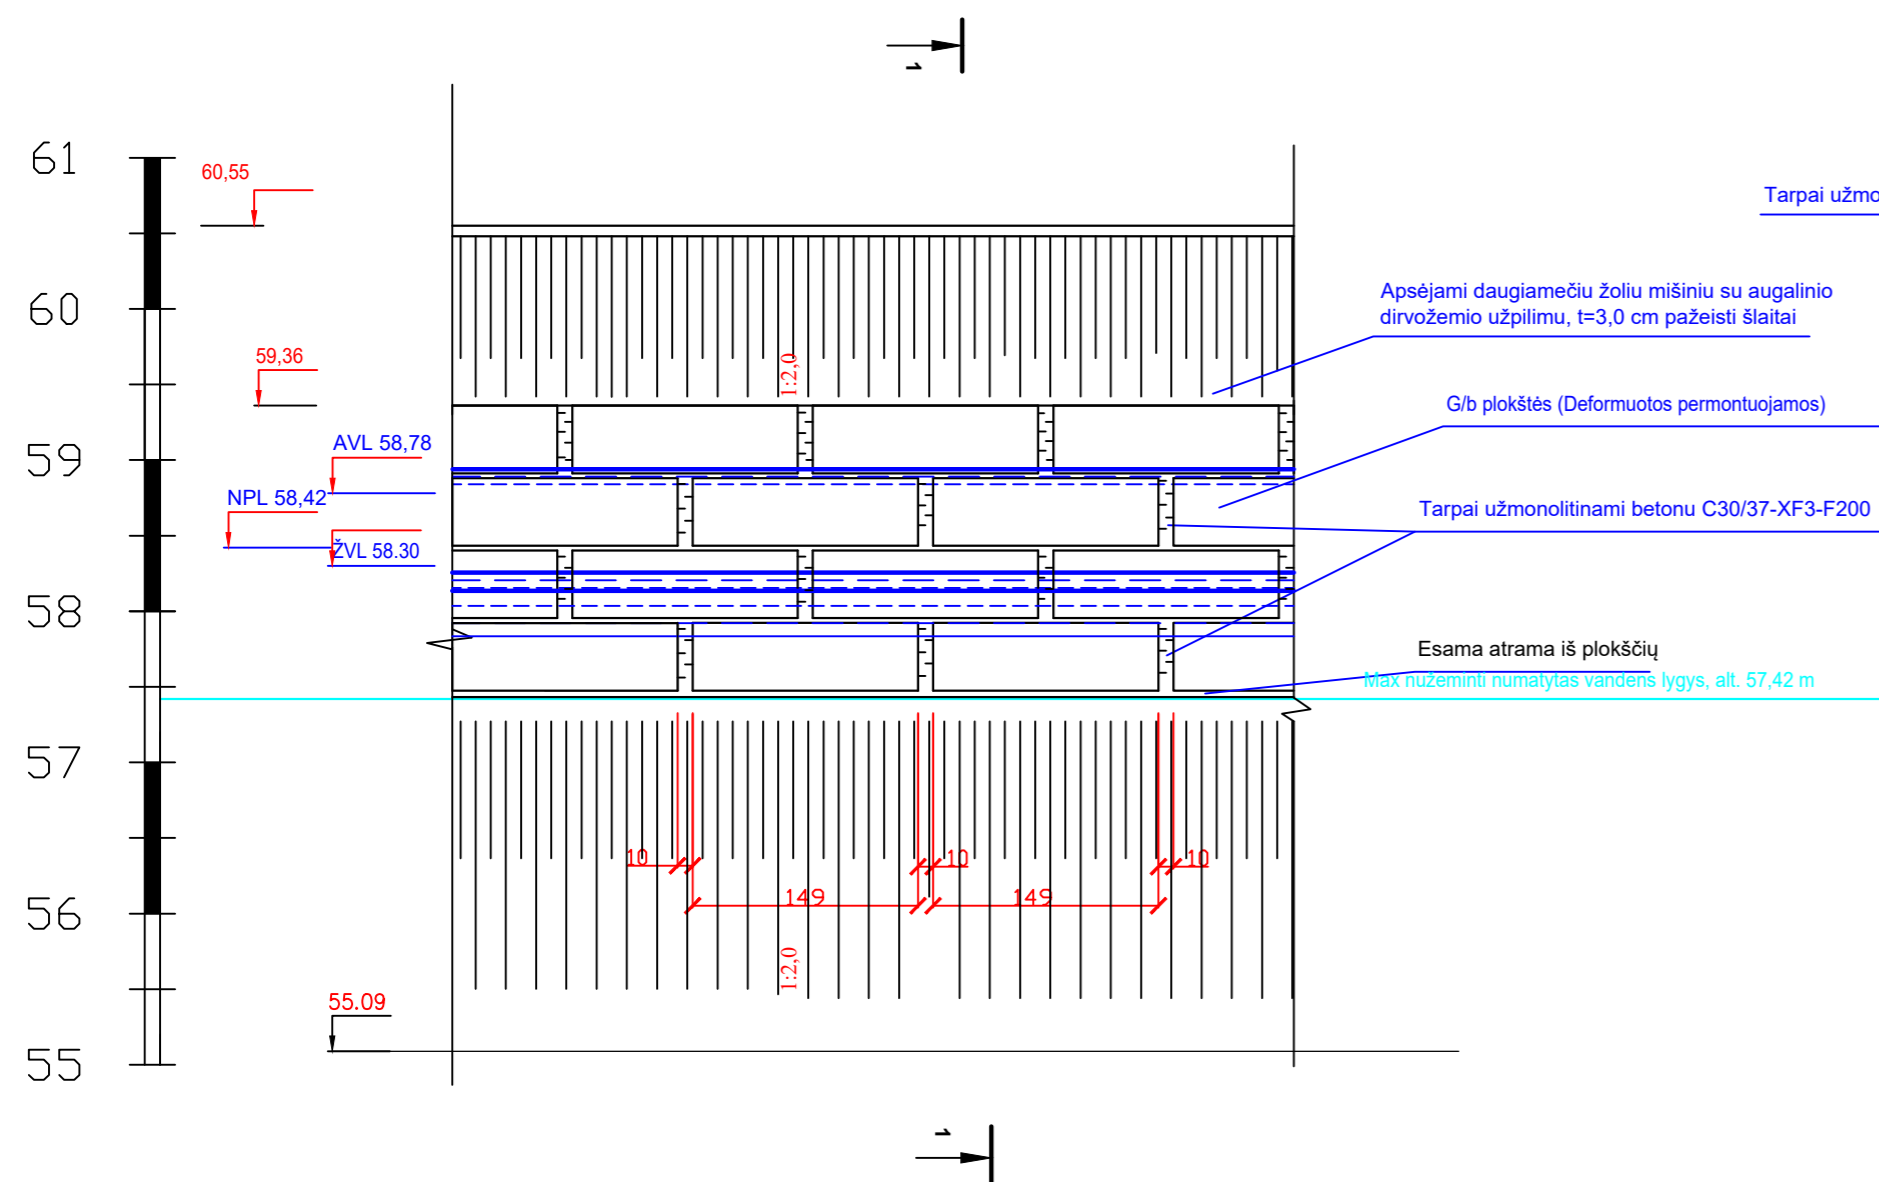 1
61
60,55
Tarpai užmo
Apsėjami daugiamečiu žoliu mišiniu su augalinio
dirvožemio užpilimu, t=3,0 cm pažeisti šlaitai
60
59,36
1:2,0
G/b plokštės (Deformuotos permontuojamos)
59
AVL 58,78
NPL 58,42
Tarpai užmonolitinami betonu C30/37-XF3-F200
ŽVL 58.30
58
Esama atrama iš plokščių
Max nužeminti numatytas vandens lygys, alt. 57,42 m
57
10
10
10
149
149
56
1:2,0
55.09
55
1